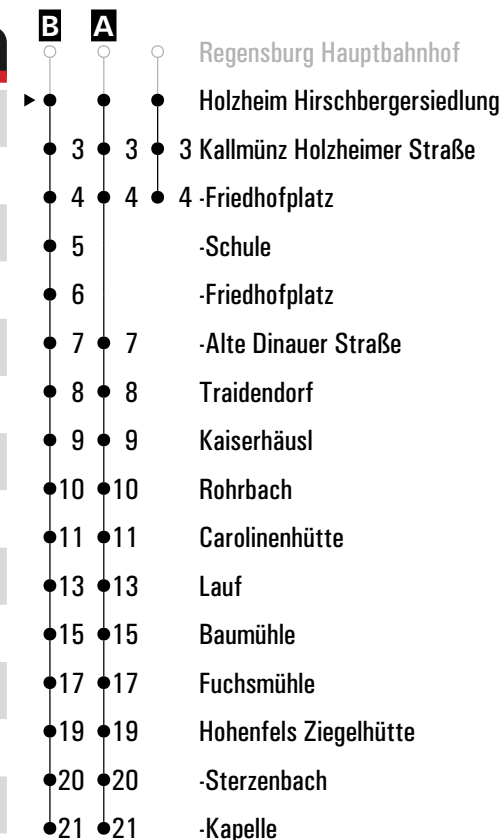 B A
Regensburg Hauptbahnhof
Holzheim Hirschbergersiedlung
3 3 3 Kallmünz Holzheimer Straße
4 4 4 -Friedhofplatz
5 -Schule
6 -Friedhofplatz
7 7 -Alte Dinauer Straße
8 8 Traidendorf
9 9 Kaiserhäusl
10 10 Rohrbach
11 11 Carolinenhütte
13 13 Lauf
15 15 Baumühle
17 17 Fuchsmühle
19 19 Hohenfels Ziegelhütte
20 20 -Sterzenbach
21 21 -Kapelle